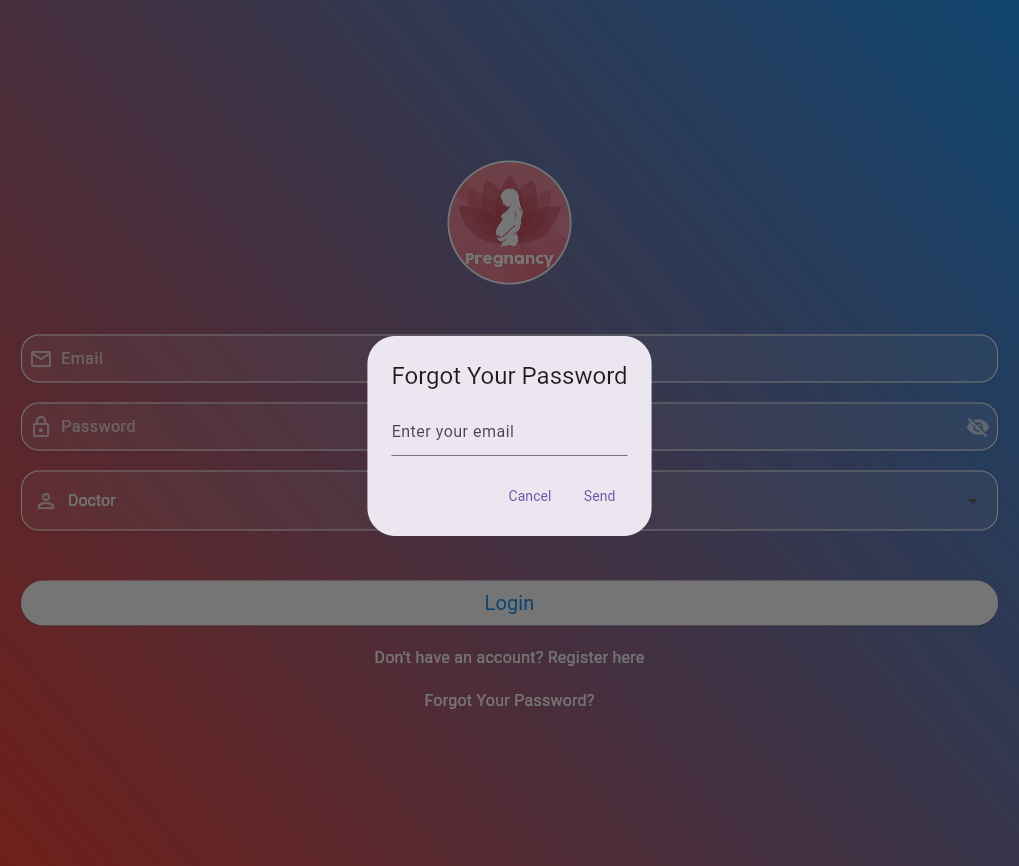 Pregnancy
Email
Password
Doctor
Forgot Your Password
Enter your email
Cancel Send
Login
Don't have an account? Register here
Forgot Your Password?